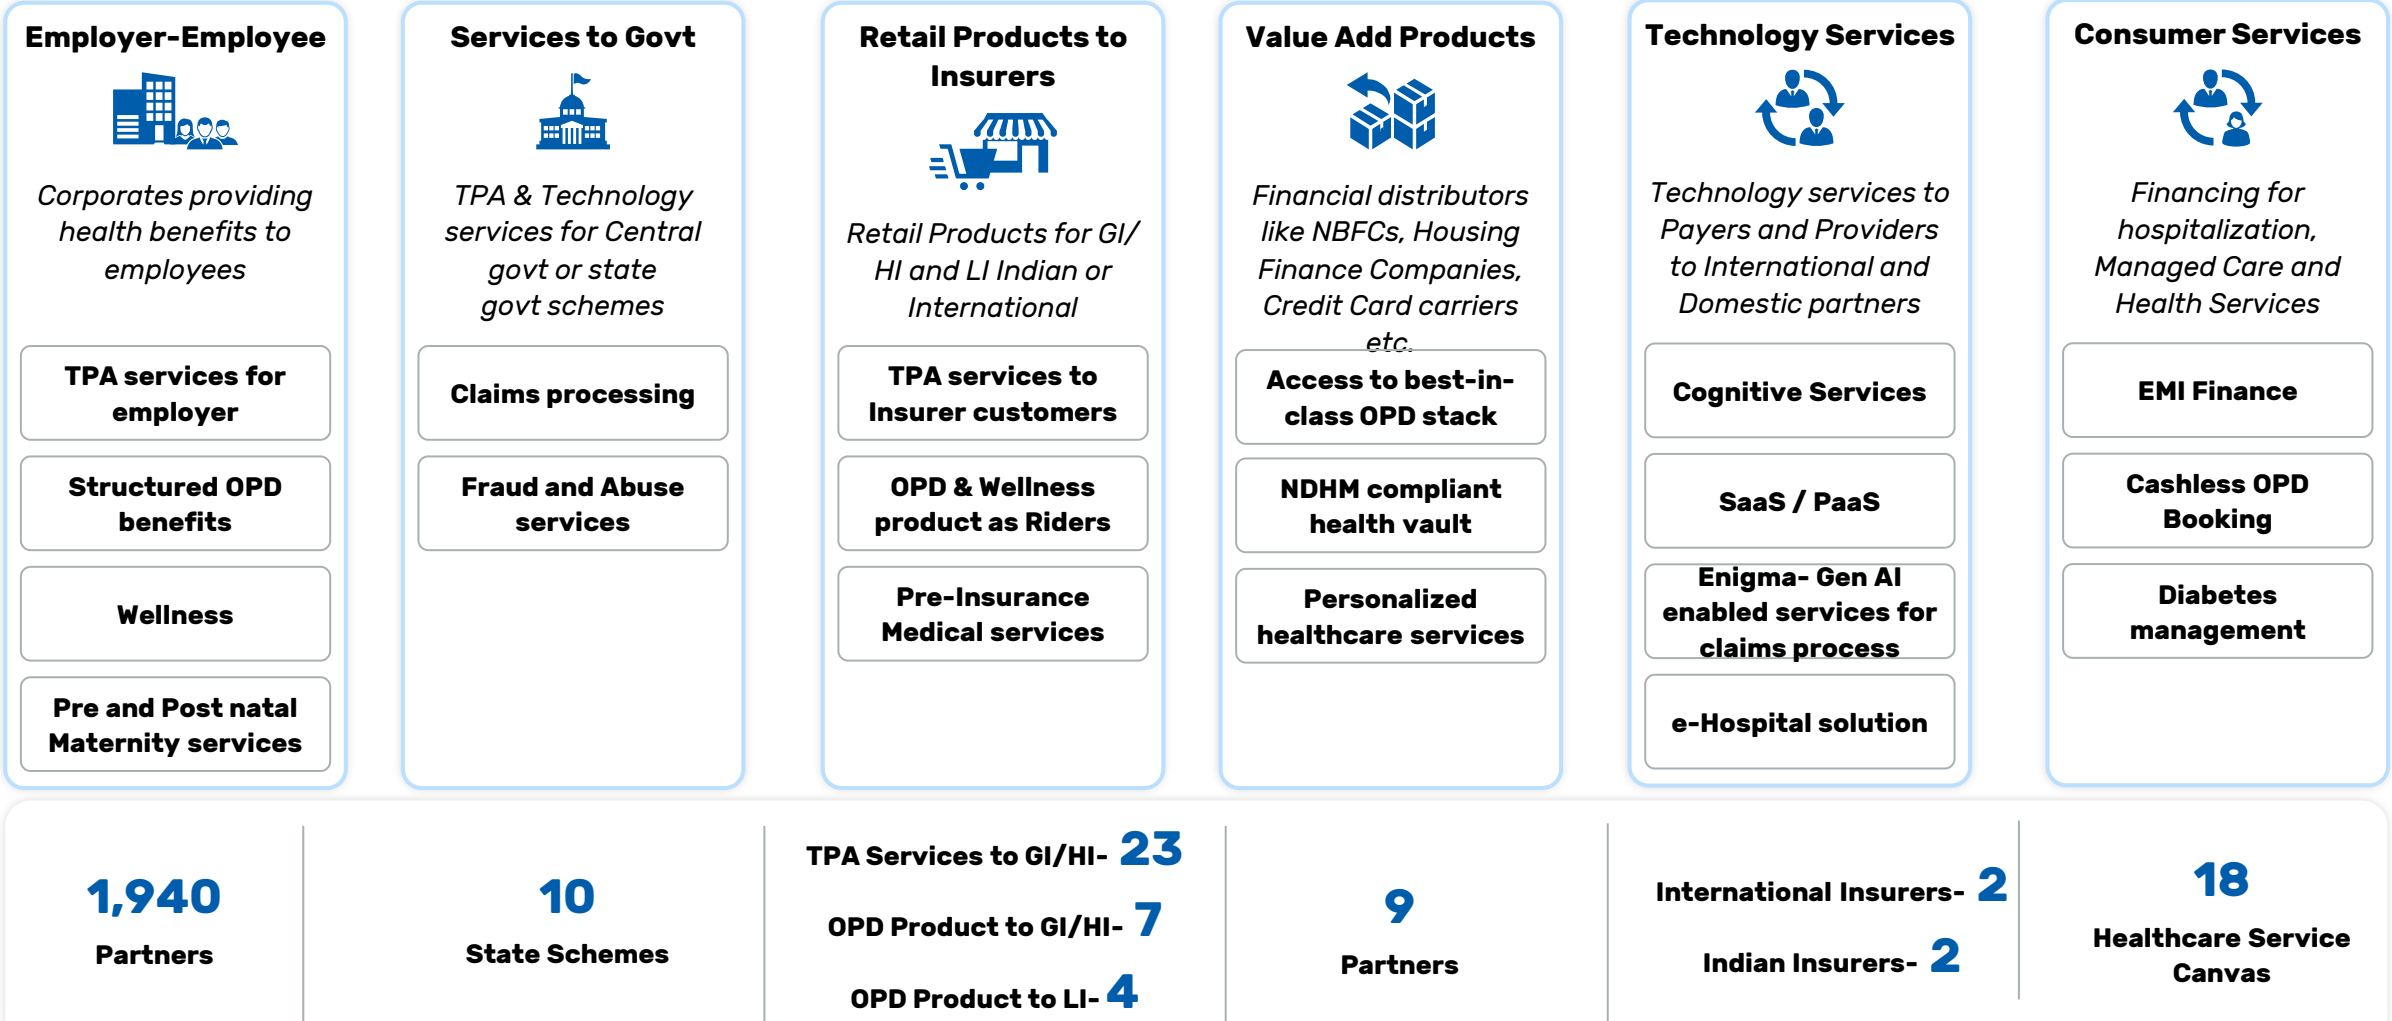 Employer-Employee
Corporates providing
health benefits to
employees
TPA services for
employer
Structured OPD
benefits
Wellness
Pre and Post natal
Maternity services
Services to Govt
TPA & Technology
services for Central
govt or state
govt schemes
Claims processing
Fraud and Abuse
services
Retail Products to
Insurers
Retail Products for GI/
HI and LI Indian or
International
TPA services to
Insurer customers
OPD & Wellness
product as Riders
Pre-Insurance
Medical services
Value Add Products
Financial distributors
like NBFCs, Housing
Finance Companies,
Credit Card carriers
etc.
Access to best-in-
class OPD stack
NDHM compliant
health vault
Personalized
healthcare services
Technology Services
Technology services to
Payers and Providers
to International and
Domestic partners
Cognitive Services
SaaS / PaaS
Enigma- Gen AI
enabled services for
claims process
e-Hospital solution
Consumer Services
Financing for
hospitalization,
Managed Care and
Health Services
EMI Finance
Cashless OPD
Booking
Diabetes
management
1,940
Partners
10
State Schemes
TPA Services to GI/HI- 23
OPD Product to GI/HI- 7
OPD Product to LI- 4
9
Partners
International Insurers- 2
Indian Insurers- 2
18
Healthcare Service
Canvas